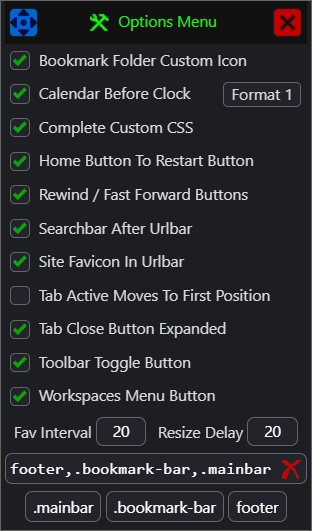 Options Menu
Bookmark Folder Custom Icon
Calendar Before Clock Format 1
Complete Custom CSS
Home Button To Restart Button
Rewind / Fast Forward Buttons
Searchbar After Urlbar
Site Favicon In Urlbar
Tab Active Moves To First Position
Tab Close Button Expanded
Toolbar Toggle Button
Workspaces Menu Button
Fav Interval 20 Resize Delay 20
footer,.bookmark-bar,.mainbar
.mainbar .bookmark-bar footer